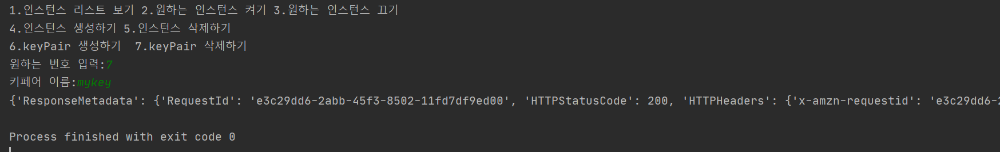 1.인스턴스 리스트 보기 2.원하는 인스턴스 켜기 3.원하는 인스턴스 끄기
4.인스턴스 생성하기 5.인스턴스 삭제하기
6.keyPair 생성하기  7.keyPair 삭제하기
원하는 번호 입력:7
키페어 이름:mykey
{'ResponseMetadata': {'RequestId': 'e3c29dd6-2abb-45f3-8502-11fd7df9ed00', 'HTTPStatusCode': 200, 'HTTPHeaders': {'x-amzn-requestid': 'e3c29dd6-2
Process finished with exit code 0